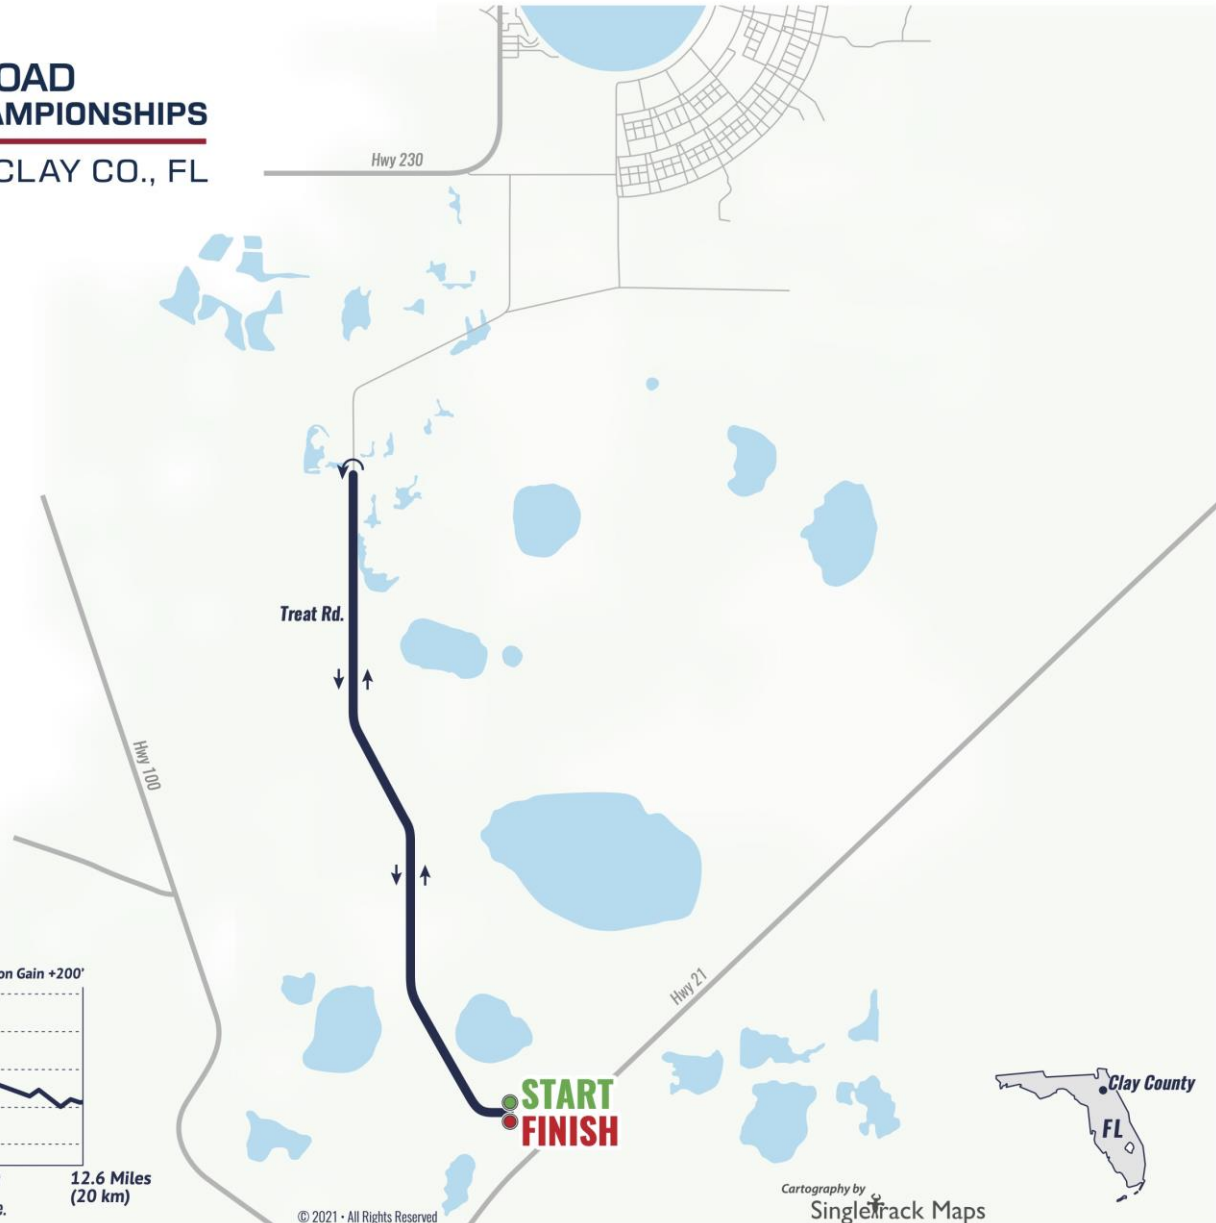 OAD
AMPIONSHIPS
CLAY CO., FL
Hwy 230
Treat Rd.
Hwy 100
Hwy 21
on Gain +200'
START
FINISH
Clay County
FL
12.6 Miles
(20 km)
e.
Cartography by
SingleTrack Maps
© 2021 • All Rights Reserved